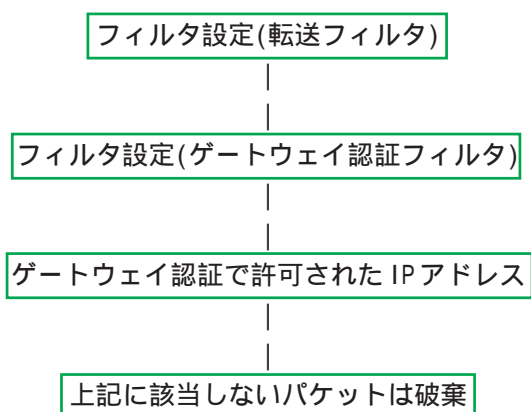 フィルタ設定(転送フィルタ)
フィルタ設定(ゲートウェイ認証フィルタ)
ゲートウェイ認証で許可された IPアドレス
上記に該当しないパケットは破棄